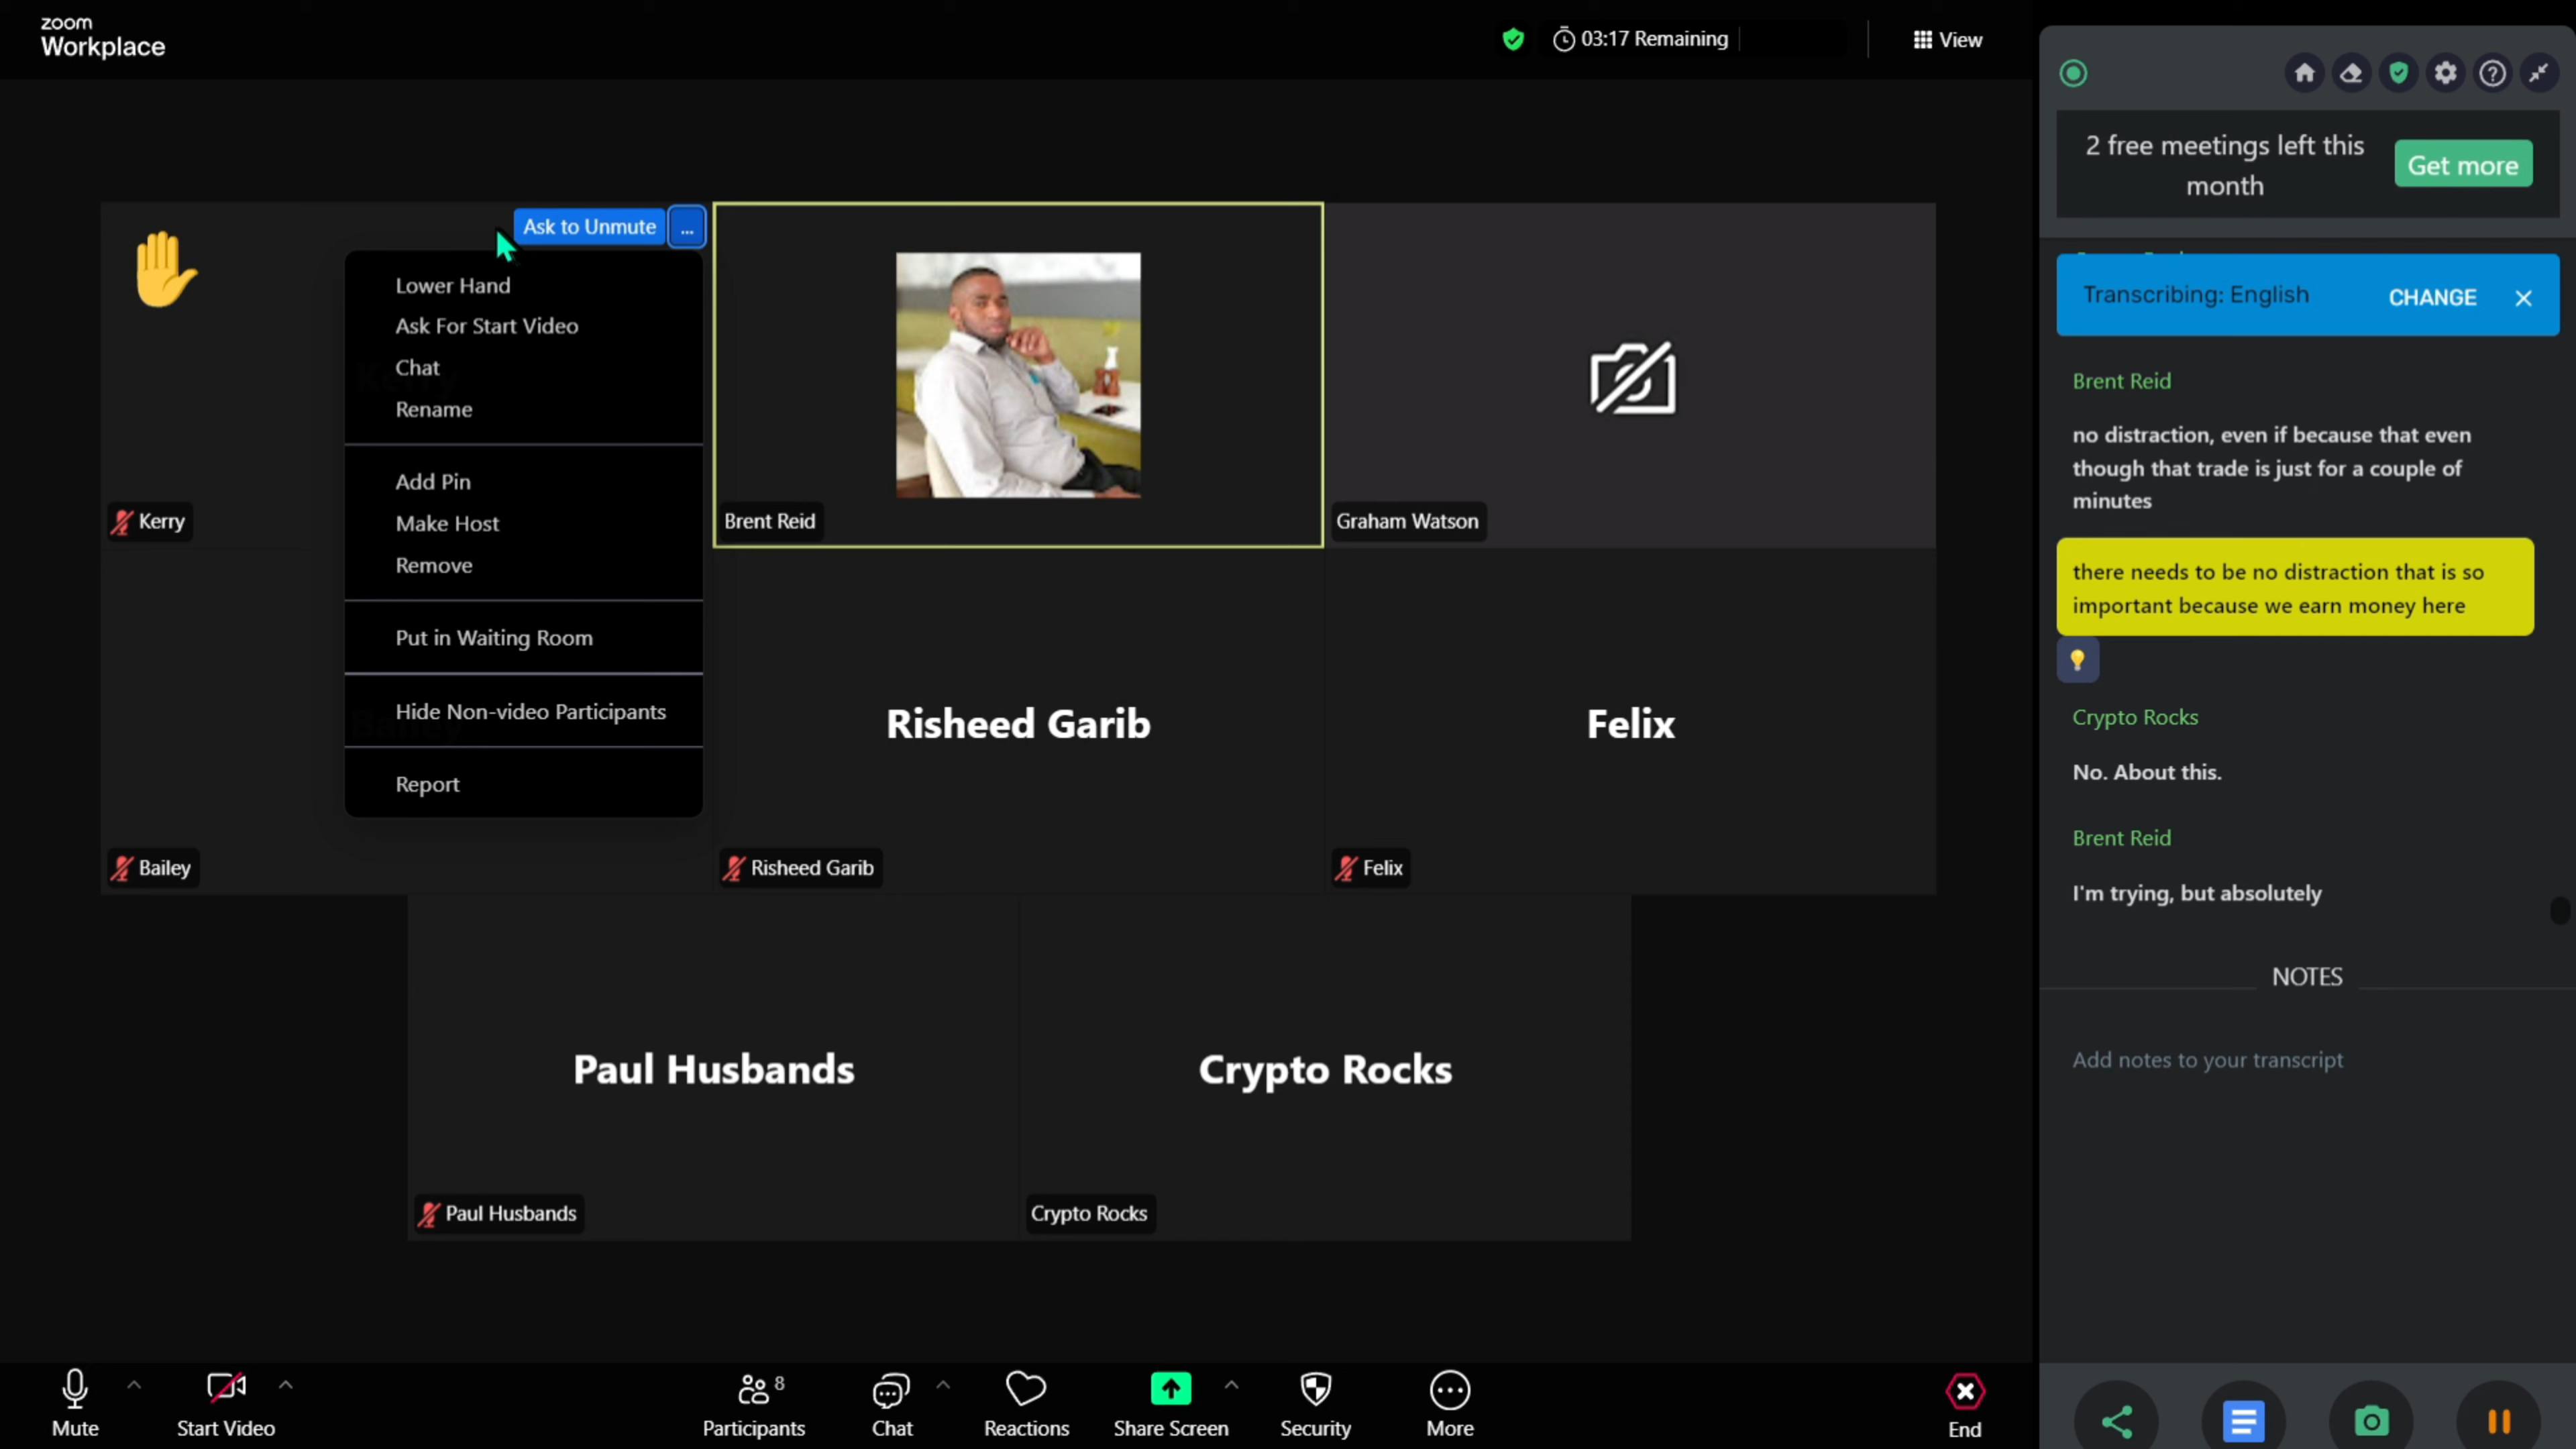 zoom
Workplace
03:17 Remaining
View
Ask to Unmute
...
Lower Hand
Ask For Start Video
Chat
Rename
Add Pin
Make Host
Remove
Put in Waiting Room
Hide Non-video Participants
Report
Kerry
Kerry
Brent Reid
Graham Watson
Bailey
Bailey
Risheed Garib
Risheed Garib
Felix
Felix
Paul Husbands
Paul Husbands
Crypto Rocks
Crypto Rocks
Mute
Start Video
8
Participants
Chat
Reactions
Share Screen
Security
More
End
2 free meetings left this
month
Get more
Transcribing: English
CHANGE
Brent Reid
no distraction, even if because that even
though that trade is just for a couple of
minutes
there needs to be no distraction that is so
important because we earn money here
Crypto Rocks
No. About this.
Brent Reid
I'm trying, but absolutely
NOTES
Add notes to your transcript